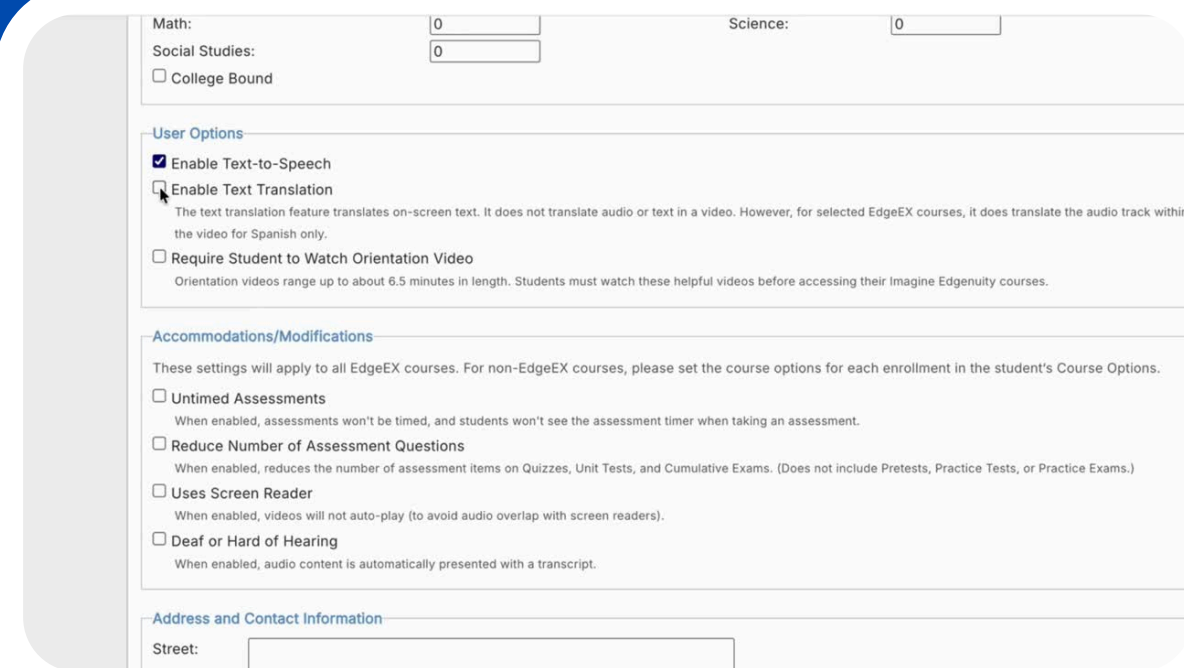 Math: 0 Science: 0
Social Studies: 0
College Bound
User Options
Enable Text-to-Speech
Enable Text Translation
The text translation feature translates on-screen text. It does not translate audio or text in a video. However, for selected EdgeEX courses, it does translate the audio track
the video for Spanish only.
Require Student to Watch Orientation Video
Orientation videos range up to about 6.5 minutes in length. Students must watch these helpful videos before accessing their Imagine Edgenuity courses.
Accommodations/Modifications
These settings will apply to all EdgeEX courses. For non-EdgeEX courses, please set the course options for each enrollment in the student's Course Options.
Untimed Assessments
When enabled, assessments won't be timed, and students won't see the assessment timer when taking an assessment.
Reduce Number of Assessment Questions
When enabled, reduces the number of assessment items on Quizzes, Unit Tests, and Cumulative Exams. (Does not include Pretests, Practice Tests, or Practice Exams.)
Uses Screen Reader
When enabled, videos will not auto-play (to avoid audio overlap with screen readers).
Deaf or Hard of Hearing
When enabled, audio content is automatically presented with a transcript.
Address and Contact Information
Street: